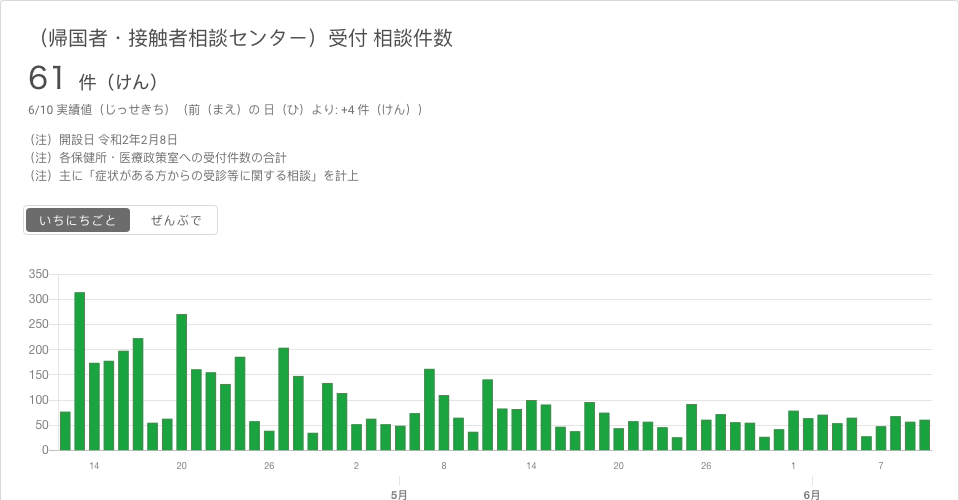 （帰国者・接触者相談センター）受付 相談件数
61 件（けん）
6/10 実績値（じっせきち）（前（まえ）の 日（ひ）より: +4 件（けん））
（注）開設日 令和2年2月8日
（注）各保健所・医療政策室への受付件数の合計
（注）主に「症状がある方からの受診等に関する相談」を計上
いちにちごと ぜんぶで
350
300
250
200
150
100
50
0
14 20 26 2 8 14 20 26 1 7
5月 6月